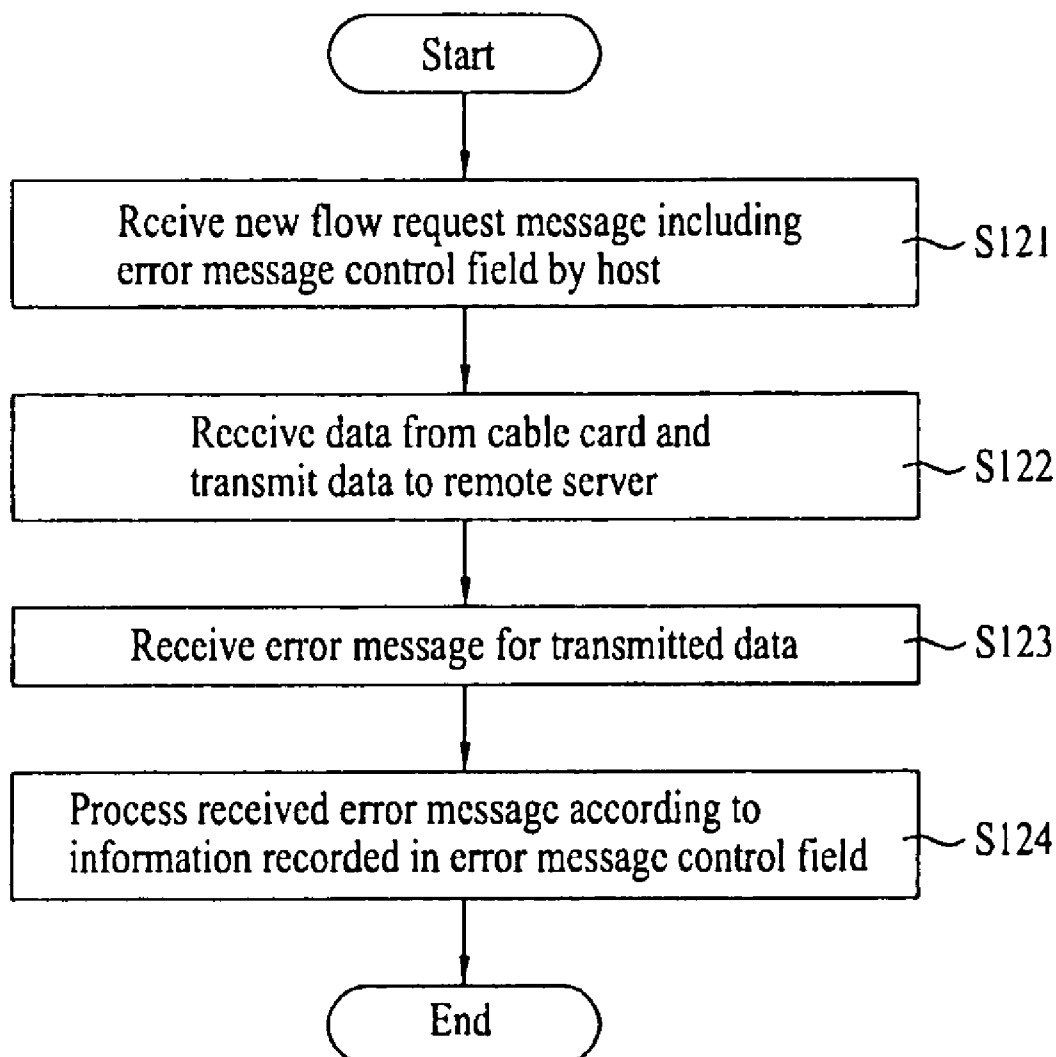 Start
Rceive new flow request message including
error message control field by host
S121
Receive data from cable card and
transmit data to remote server
S122
Receive error message for transmitted data
S123
Process received error message according to
information recorded in error message control field
S124
End